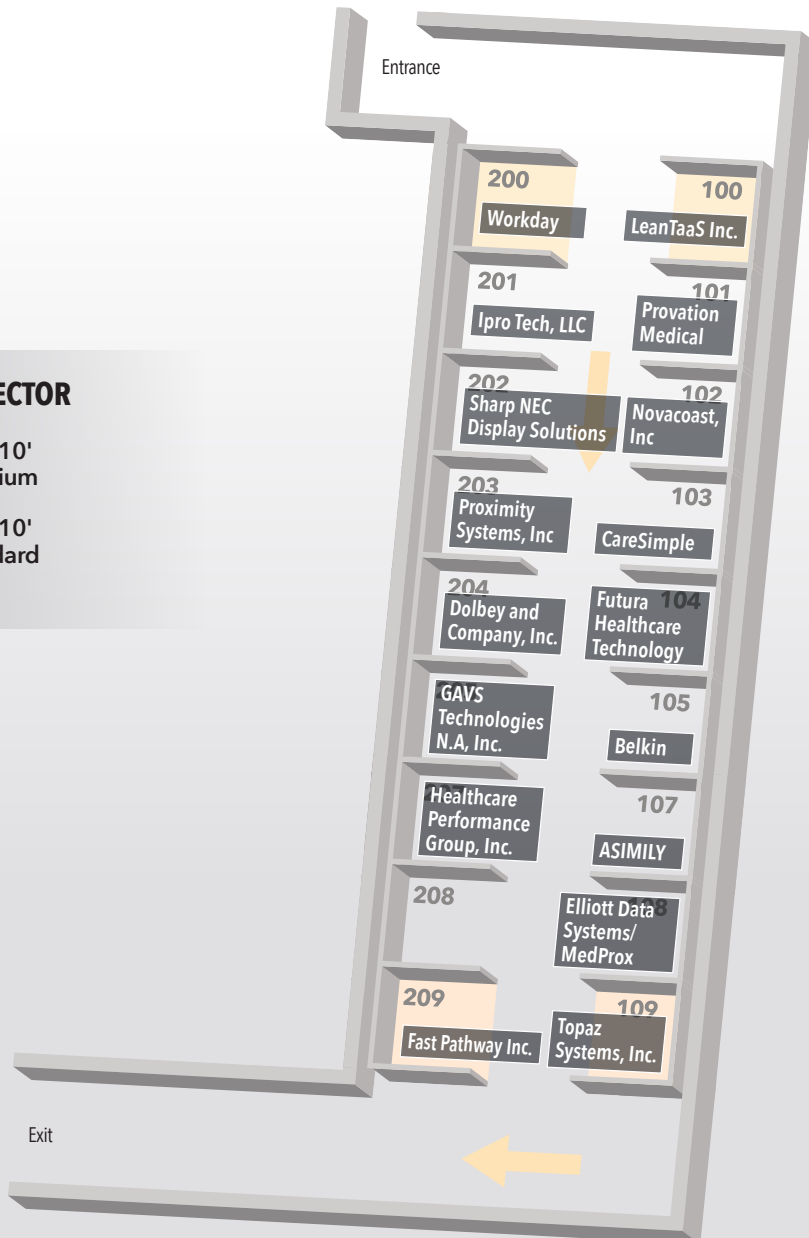 Entrance
200
Workday
100
LeanTaaS Inc.
201
Ipro Tech, LLC
101
Provation
Medical
202
Sharp NEC
Display Solutions
102
Novacoast,
Inc
203
Proximity
Systems, Inc
103
CareSimple
204
Dolbey and
Company, Inc.
104
Futura
Healthcare
Technology
GAVS
Technologies
N.A, Inc.
105
Belkin
207
Healthcare
Performance
Group, Inc.
107
ASIMILY
208
108
Elliott Data
Systems/
MedProx
209
Fast Pathway Inc.
109
Topaz
Systems, Inc.
Exit
ECTOR
10'
ium
10'
dard